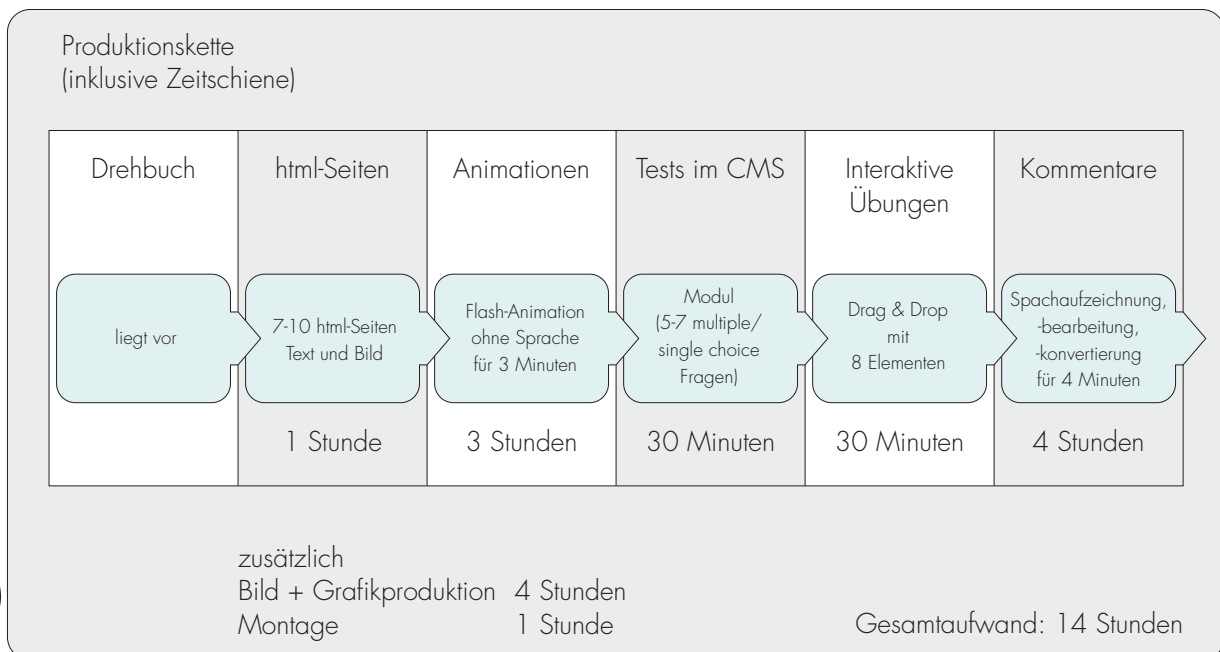 Produktionskette
(inklusive Zeitschiene)
Drehbuch
html-Seiten
Animationen
Tests im CMS
Interaktive
Übungen
Kommentare
liegt vor
7-10 html-Seiten
Text und Bild
Flash-Animation
ohne Sprache
für 3 Minuten
Modul
(5-7 multiple/
single choice
Fragen)
Drag & Drop
mit
8 Elementen
Spachaufzeichnung,
-bearbeitung,
-konvertierung
für 4 Minuten
1 Stunde
3 Stunden
30 Minuten
30 Minuten
4 Stunden
zusätzlich
Bild + Grafikproduktion 4 Stunden
Montage 1 Stunde
Gesamtaufwand: 14 Stunden